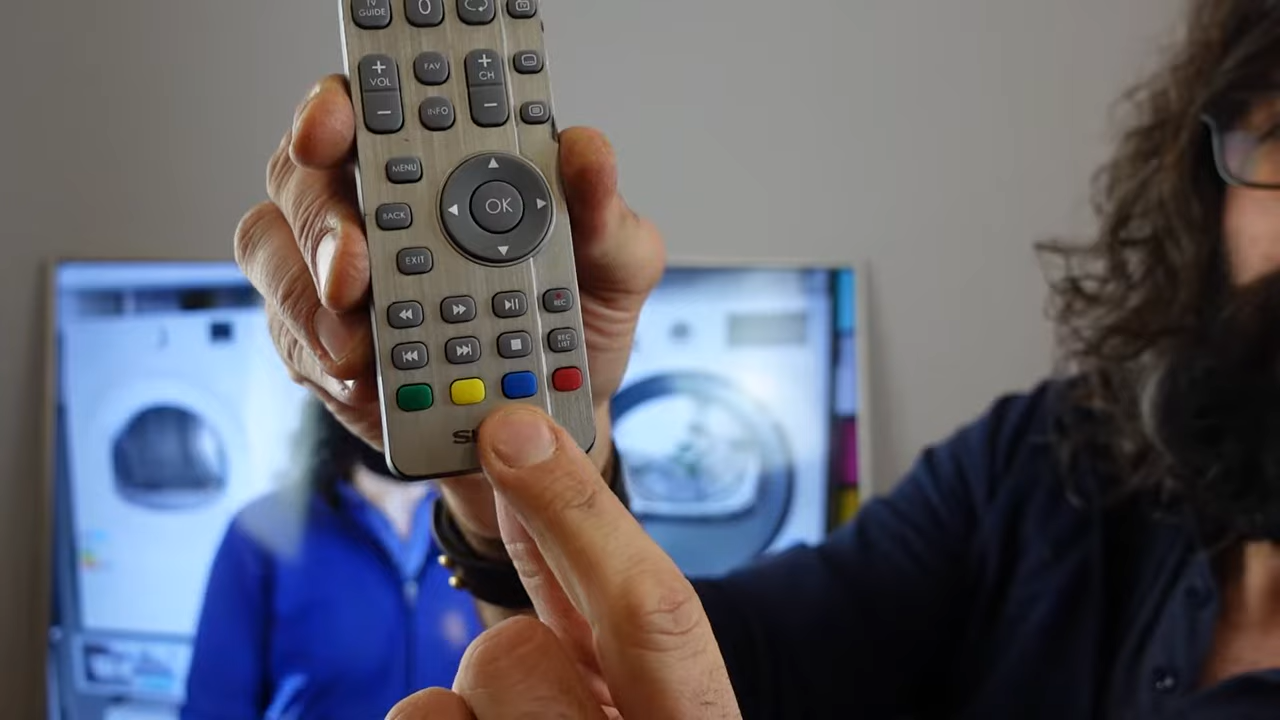 TV
GUIDE
0
+
VOL
-
FAV
INFO
+
CH
-
MENU
BACK
EXIT
OK
REC
REC
LIST